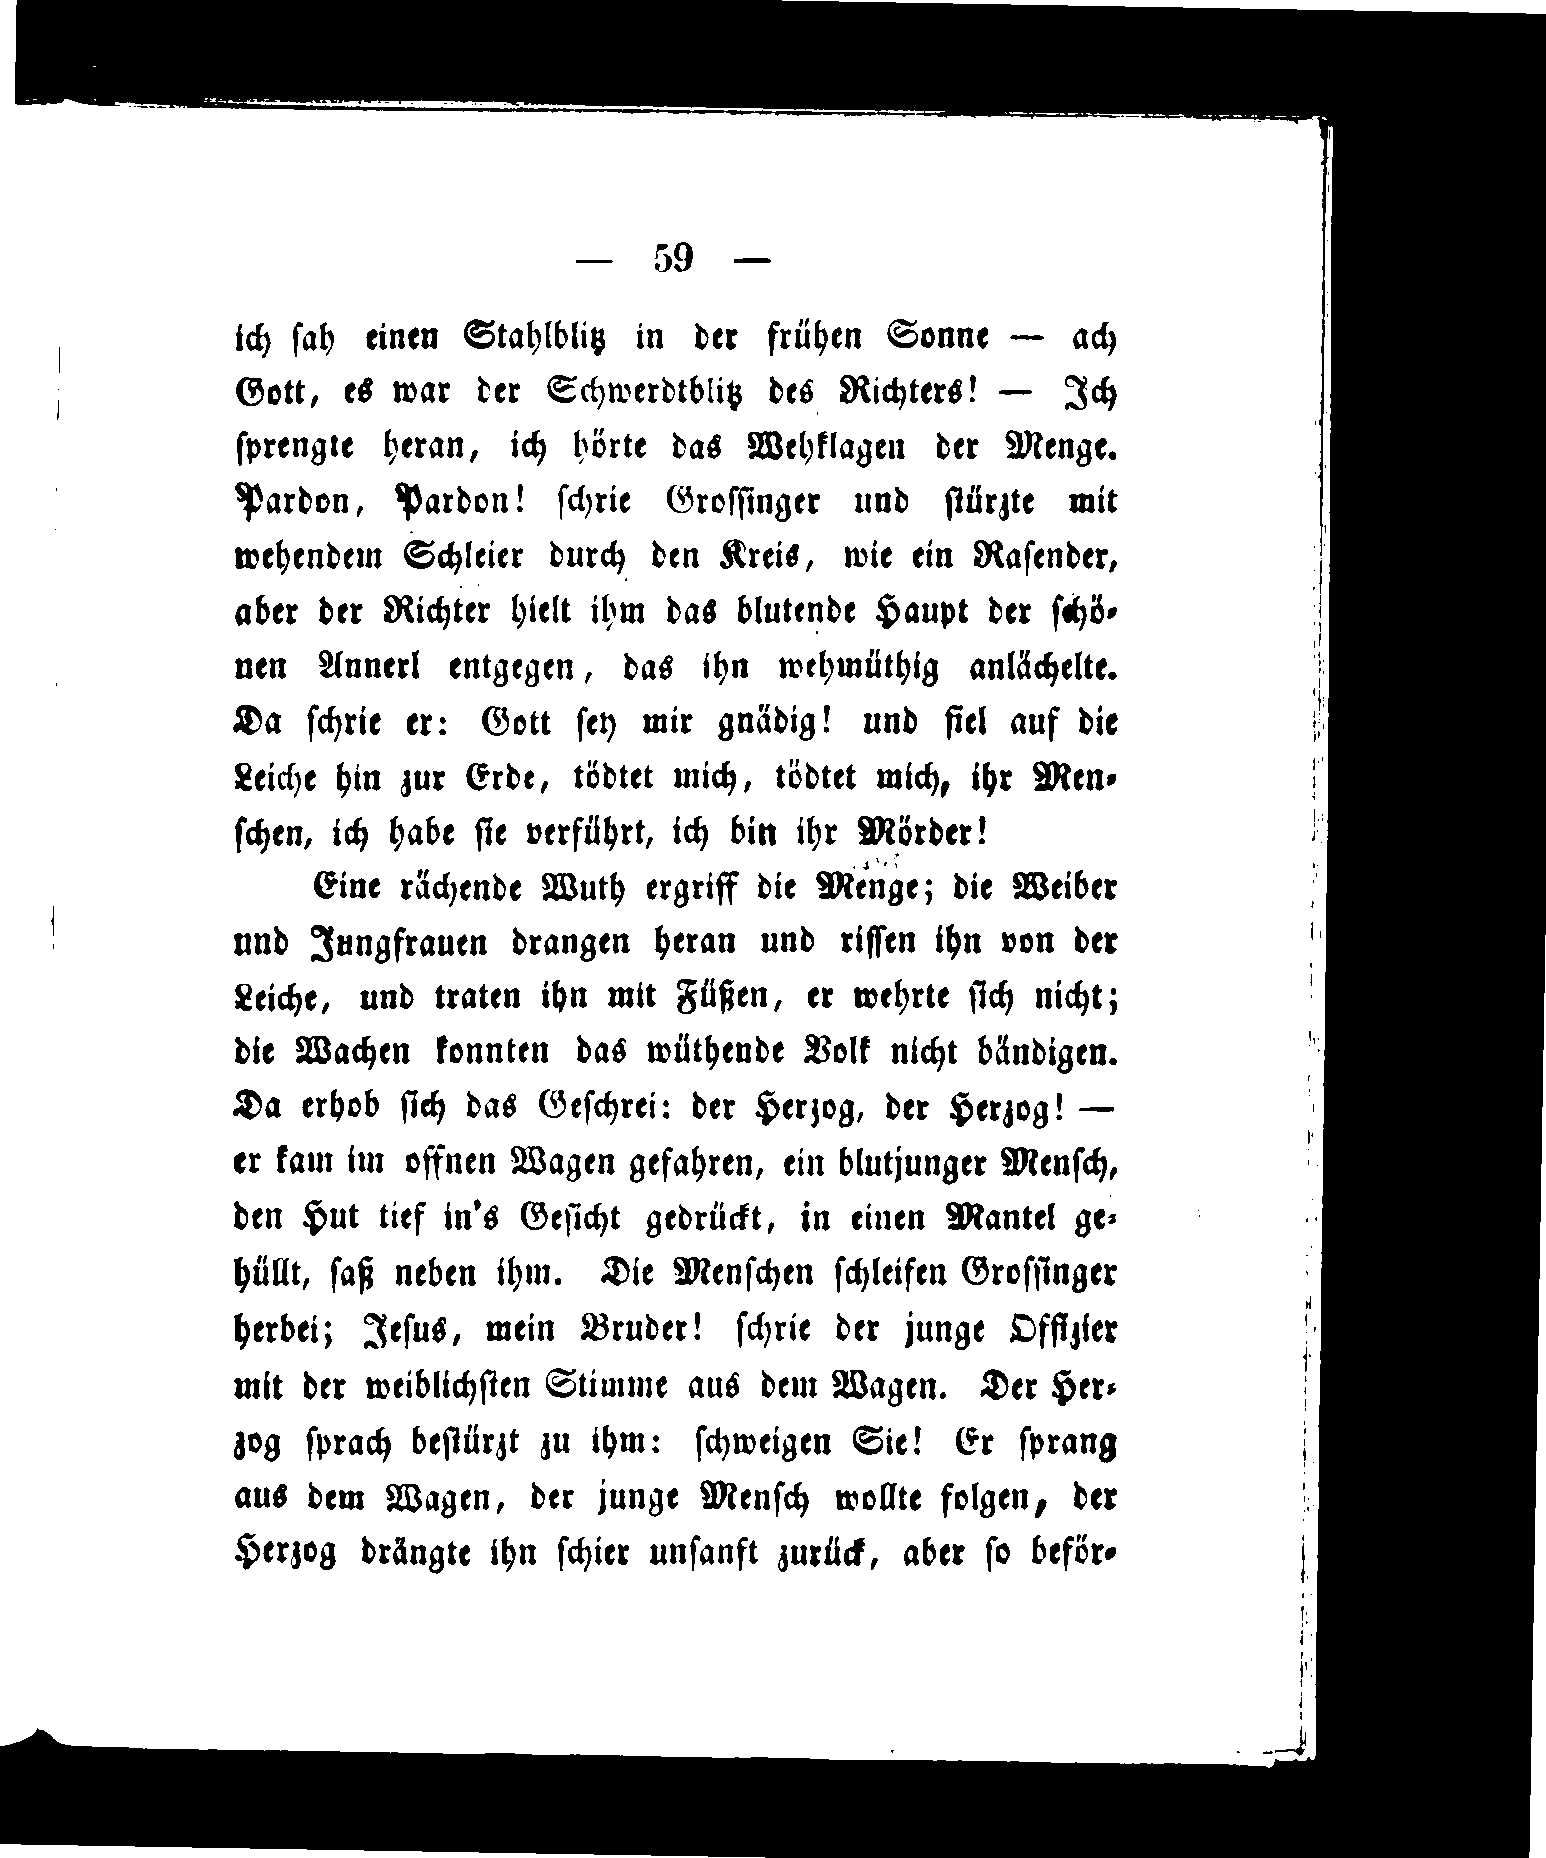 — 59 —
ich sah einen Stahlblitz in der frühen Sonne — ach
Gott, es war der Schwerdtblitz des Richters! — Ich
sprengte heran, ich hörte das Wehklagen der Menge.
Pardon, Pardon! schrie Grossinger und stürzte mit
wehendem Schleier durch den Kreis, wie ein Rasender,
aber der Richter hielt ihm das blutende Haupt der schö-
nen Annerl entgegen, das ihn wehmüthig anlächelte.
Da schrie er: Gott sey mir gnädig! und fiel auf die
Leiche hin zur Erde, tödtet mich, tödtet mich, ihr Men-
schen, ich habe sie verführt, ich bin ihr Mörder!
Eine rächende Wuth ergriff die Menge; die Weiber
und Jungfrauen drangen heran und rissen ihn von der
Leiche, und traten ihn mit Füßen, er wehrte sich nicht;
die Wachen konnten das wüthende Volk nicht bändigen.
Da erhob sich das Geschrei: der Herzog, der Herzog! —
er kam im offnen Wagen gefahren, ein blutjunger Mensch,
den Hut tief in's Gesicht gedrückt, in einen Mantel ge-
hüllt, saß neben ihm. Die Menschen schleifen Grossinger
herbei; Jesus, mein Bruder! schrie der junge Offizier
mit der weiblichsten Stimme aus dem Wagen. Der Her-
zog sprach bestürzt zu ihm: schweigen Sie! Er sprang
aus dem Wagen, der junge Mensch wollte folgen, der
Herzog drängte ihn schier unsanft zurück, aber so beför-